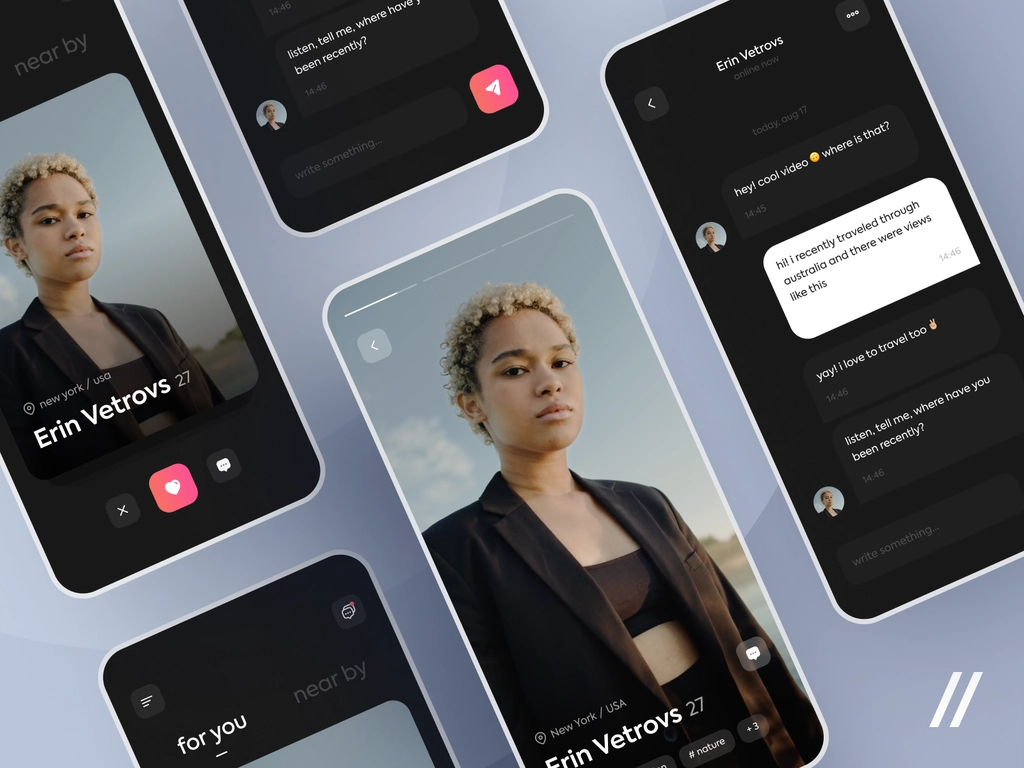 near by
new york / usa
Erin Vetrovs 27
14:46
listen, tell me, where have
been recently?
14:46
write something...
Erin Vetrovs
online now
today, aug 17
hey! cool video 🙃 where is that?
14:45
hi! i recently traveled through
australia and there were views
like this
14:46
yay! i love to travel too ✌🏼
14:46
listen, tell me, where have you
been recently?
14:46
write something...
New York / USA
Erin Vetrovs 27
# nature
+3
near by
for you